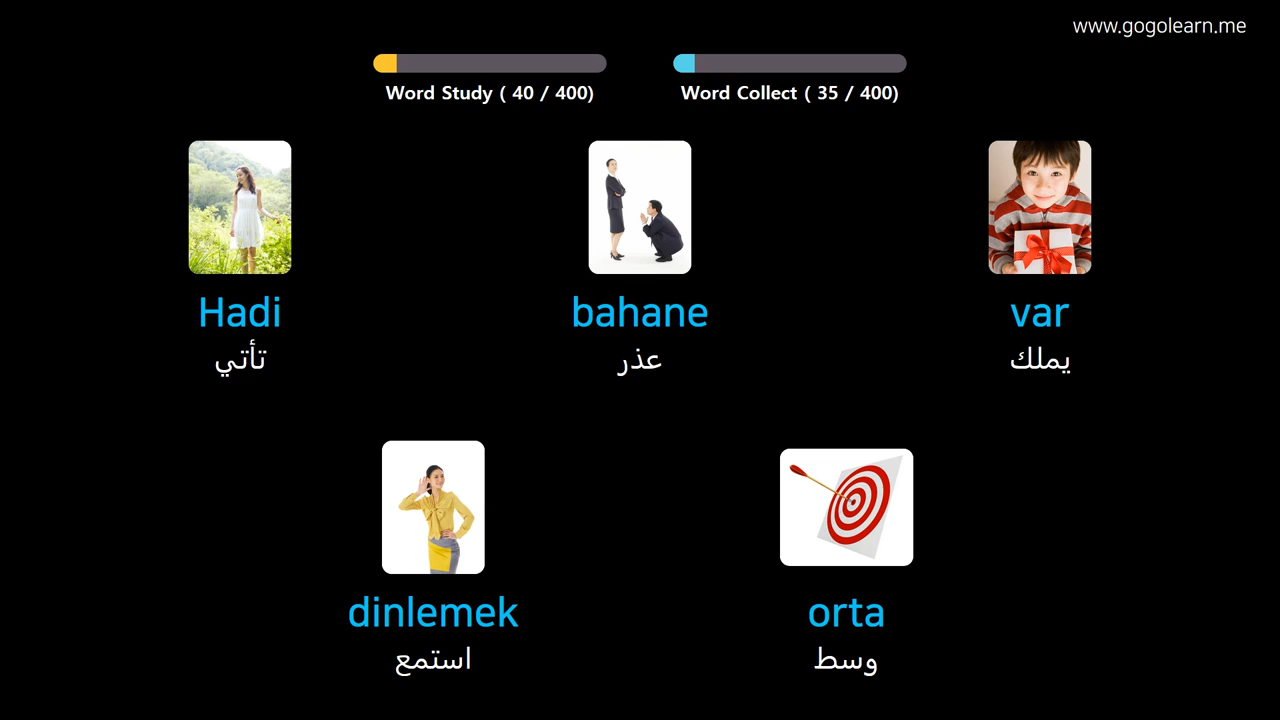 www.gogolearn.me
Word Study ( 40 / 400)
Word Collect ( 35 / 400)
Hadi
تأتي
bahane
عذر
var
يملك
dinlemek
استمع
orta
وسط